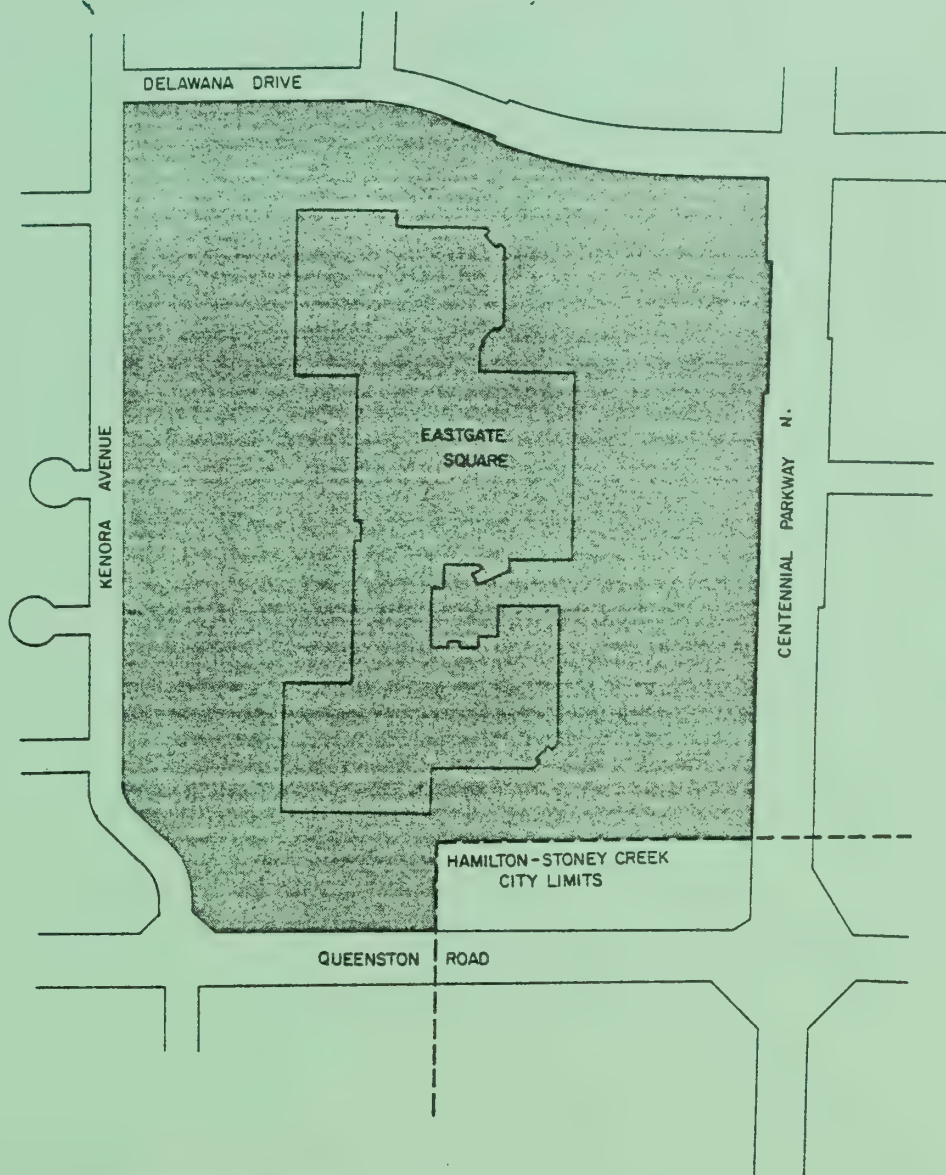 DELAWANA DRIVE
EASTGATE
SQUARE
KENORA AVENUE
CENTENNIAL PARKWAY N.
HAMILTON-STONEY CREEK
CITY LIMITS
QUEENSTON ROAD